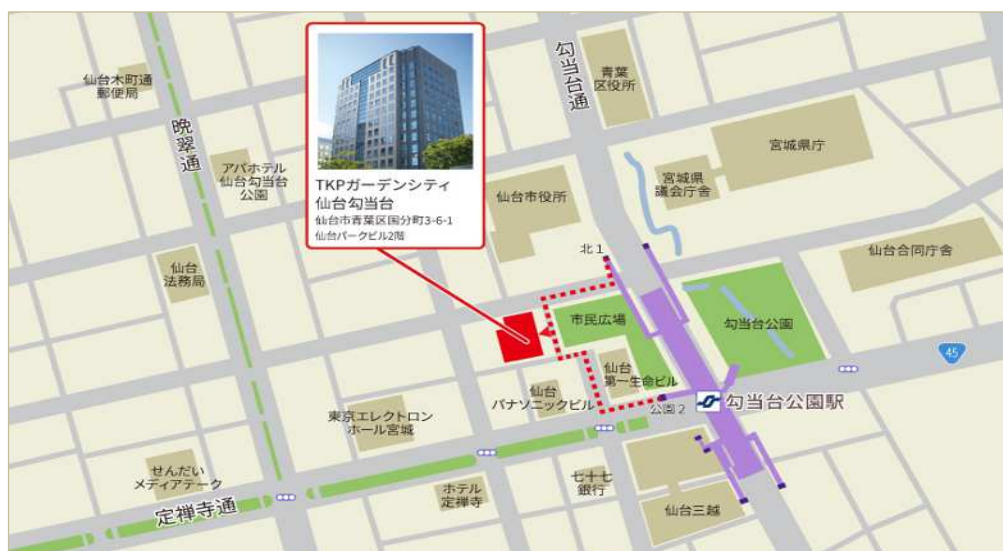 仙台木町通
郵便局
晩翠通
アパホテル
仙台勾当台
公園
仙台
法務局
TKPガーデンシティ
仙台勾当台
仙台市青葉区国分町3-6-1
仙台パークビル2階
勾当台通
青葉
区役所
宮城県庁
宮城県
議会庁舎
仙台市役所
北1
仙台合同庁舎
市民広場
勾当台公園
45
仙台
第一生命ビル
仙台
パナソニックビル
公園2
勾当台公園駅
東京エレクトロン
ホール宮城
せんだい
メディアテーク
定禅寺通
ホテル
定禅寺
七十七
銀行
仙台三越